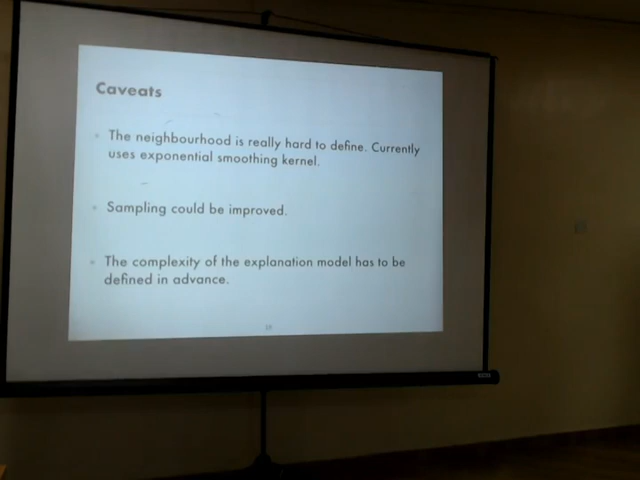 Caveats
The neighbourhood is really hard to define. Currently
uses exponential smoothing kernel.
Sampling could be improved.
The complexity of the explanation model has to be
defined in advance.